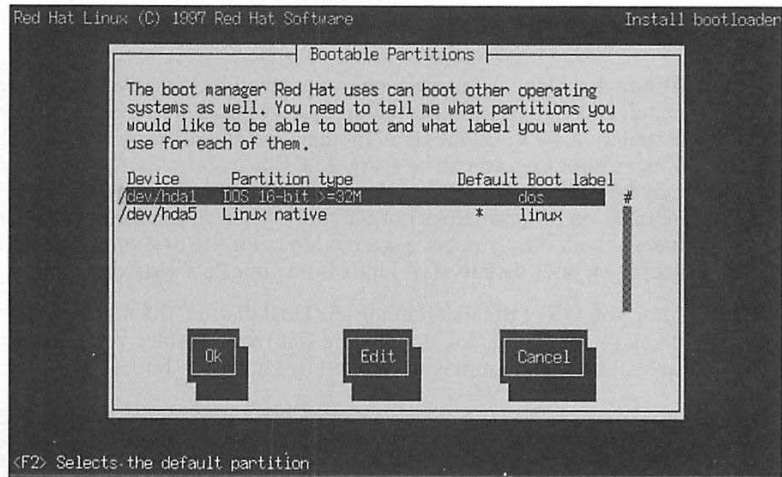 Red Hat Linux (C) 1997 Red Hat Software Install bootloader
Bootable Partitions
The boot manager Red Hat uses can boot other operating
systems as well. You need to tell me what partitions you
would like to be able to boot and what label you want to
use for each of them.
Device Partition type Default Boot label
/dev/hda1 DOS 16-bit >=32M dos #
/dev/hda5 Linux native * linux
Ok Edit Cancel
<F2> Selects the default partition